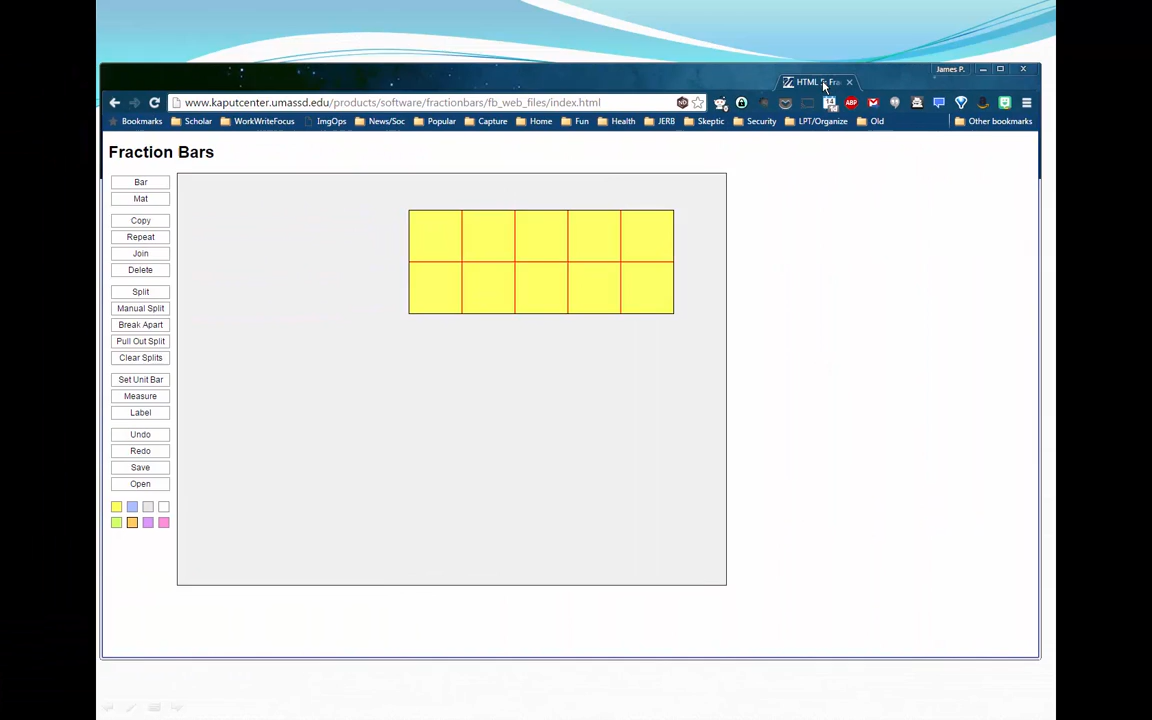 James P.
HTML 5 Fra
www.kaputcenter.umassd.edu/products/software/fractionbars/fb_web_files/index.html
ABP
Bookmarks Scholar WorkWriteFocus ImgOps News/Soc Popular Capture Home Fun Health JERB Skeptic Security LPT/Organize Old Other bookmarks
Fraction Bars
Bar
Mat
Copy
Repeat
Join
Delete
Split
Manual Split
Break Apart
Pull Out Split
Clear Splits
Set Unit Bar
Measure
Label
Undo
Redo
Save
Open